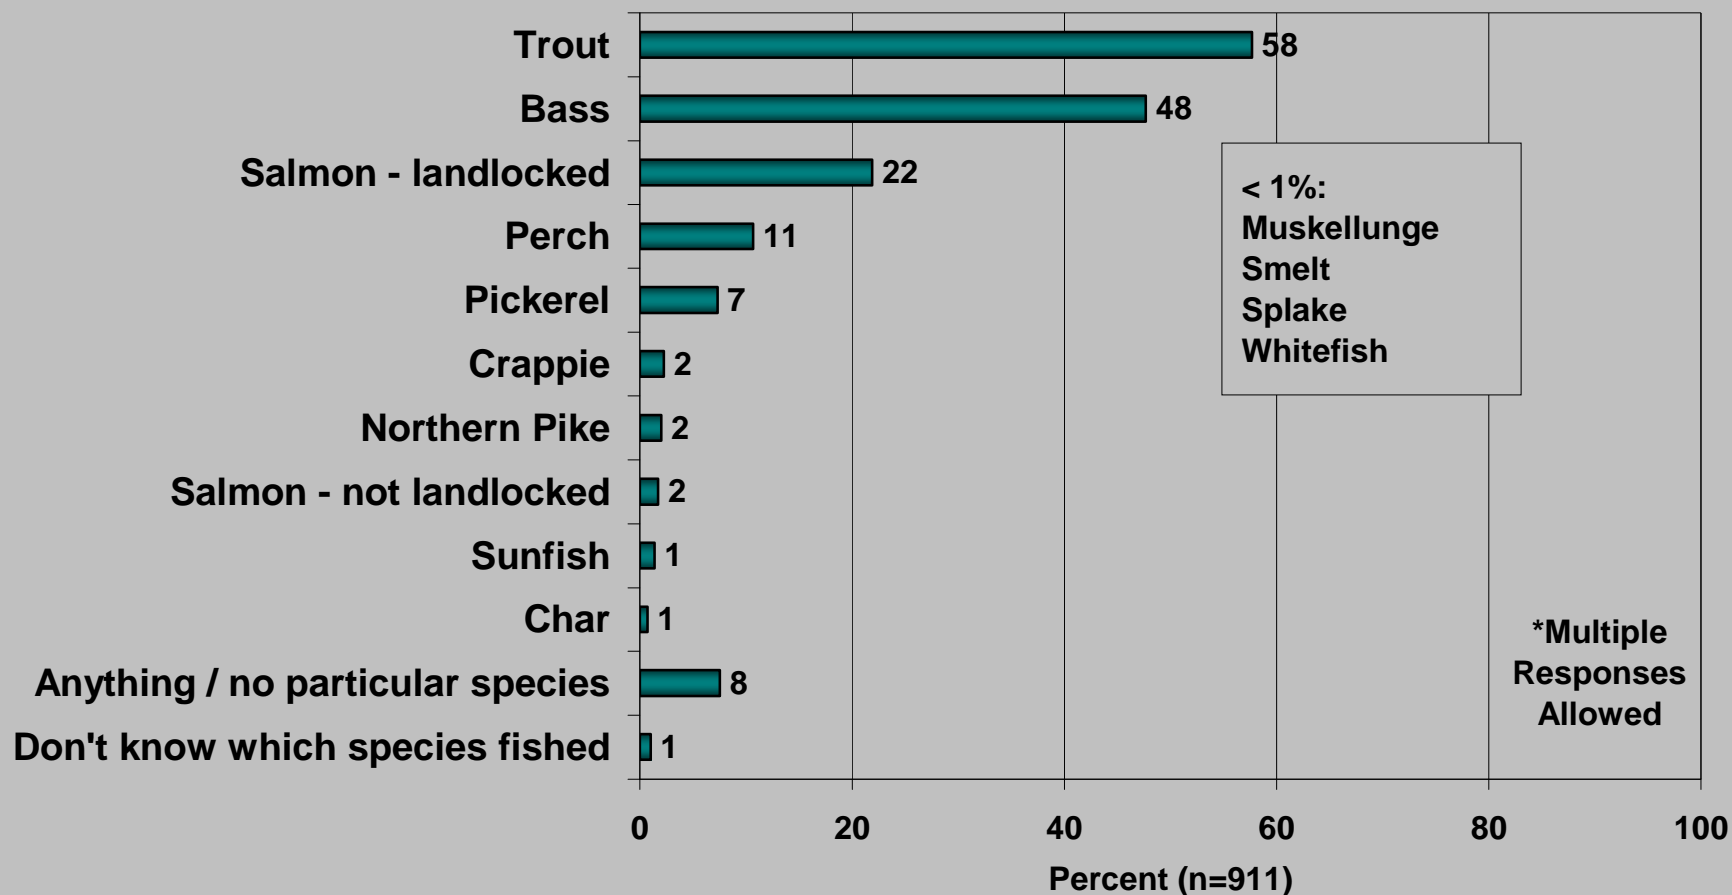 Trout 58
Bass 48
Salmon - landlocked 22
Perch 11
Pickerel 7
Crappie 2
Northern Pike 2
Salmon - not landlocked 2
Sunfish 1
Char 1
Anything / no particular species 8
Don't know which species fished 1
< 1%:
Muskellunge
Smelt
Splake
Whitefish
*Multiple
Responses
Allowed
0 20 40 60 80 100
Percent (n=911)